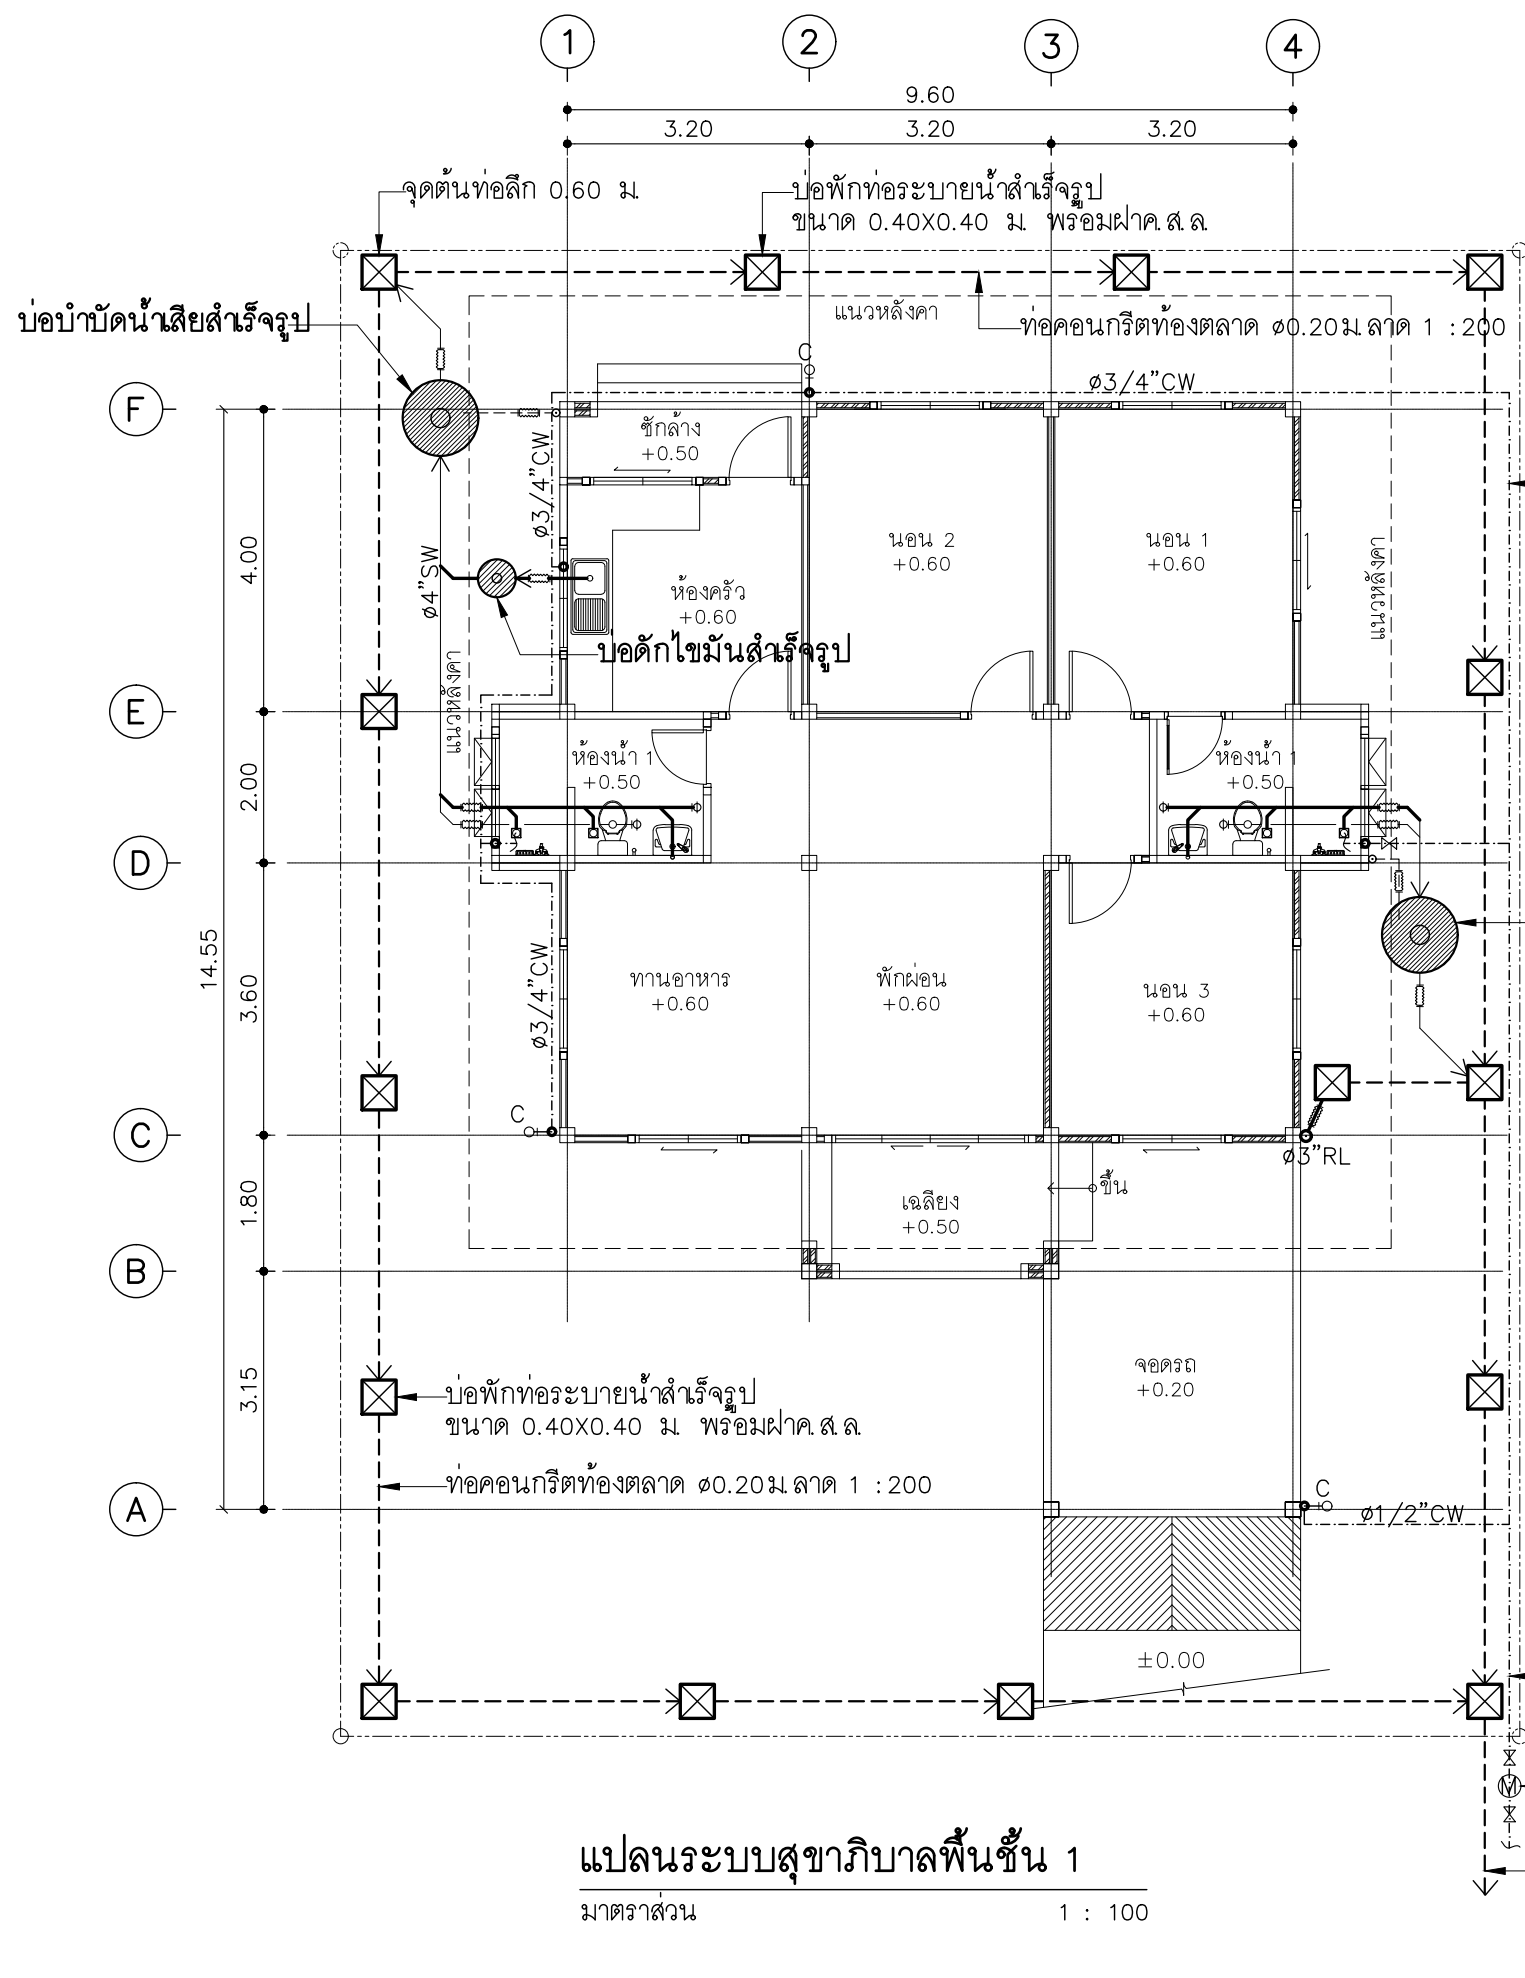 1
2
3
4
9.60
3.20
3.20
3.20
จุดต้นท่อลึก 0.60 ม.
บ่อพักท่อระบายน้ำสำเร็จรูป
ขนาด 0.40X0.40 ม. พร้อมฝาค.ส.ล.
บ่อบำบัดน้ำเสียสำเร็จรูป
แนวหลังคา
ท่อคอนกรีตท้องตลาด ø0.20ม.ลาด 1 :200
C
ø3/4"CW
F
ซักล้าง
+0.50
ø3/4"CW
4.00
นอน 2
+0.60
นอน 1
+0.60
แนวหลังคา
ø4"SW
ห้องครัว
+0.60
บอดักไขมันสำเร็จรูป
แนวหลังคา
E
ห้องน้ำ 1
+0.50
ห้องน้ำ 1
+0.50
2.00
D
14.55
3.60
ø3/4"CW
ทานอาหาร
+0.60
พักผ่อน
+0.60
นอน 3
+0.60
C
C
ø3"RL
1.80
เฉลียง
+0.50
ขึ้น
B
3.15
จอดรถ
+0.20
บ่อพักท่อระบายน้ำสำเร็จรูป
ขนาด 0.40X0.40 ม. พร้อมฝาค.ส.ล.
ท่อคอนกรีตท้องตลาด ø0.20ม.ลาด 1 :200
A
C
ø1/2"CW
±0.00
M
แปลนระบบสุขาภิบาลพื้นชั้น 1
มาตราส่วน 1 : 100